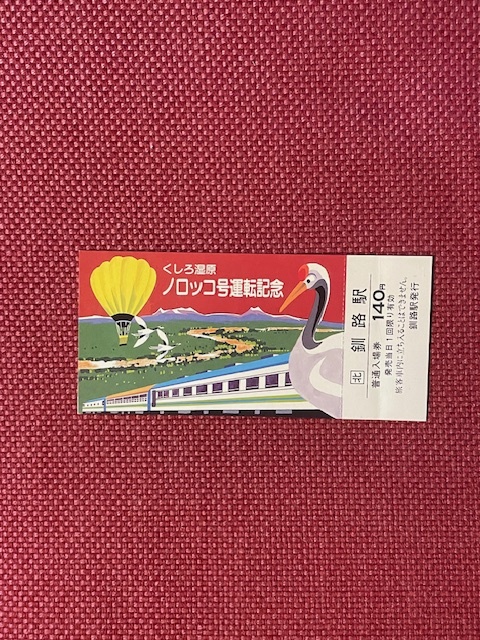 くしろ湿原
ノロッコ号運転記念
北 釧路駅
普通入場券 140円
発売当日1回限り有効
旅客車内に立ち入ることはできません。
釧路駅発行